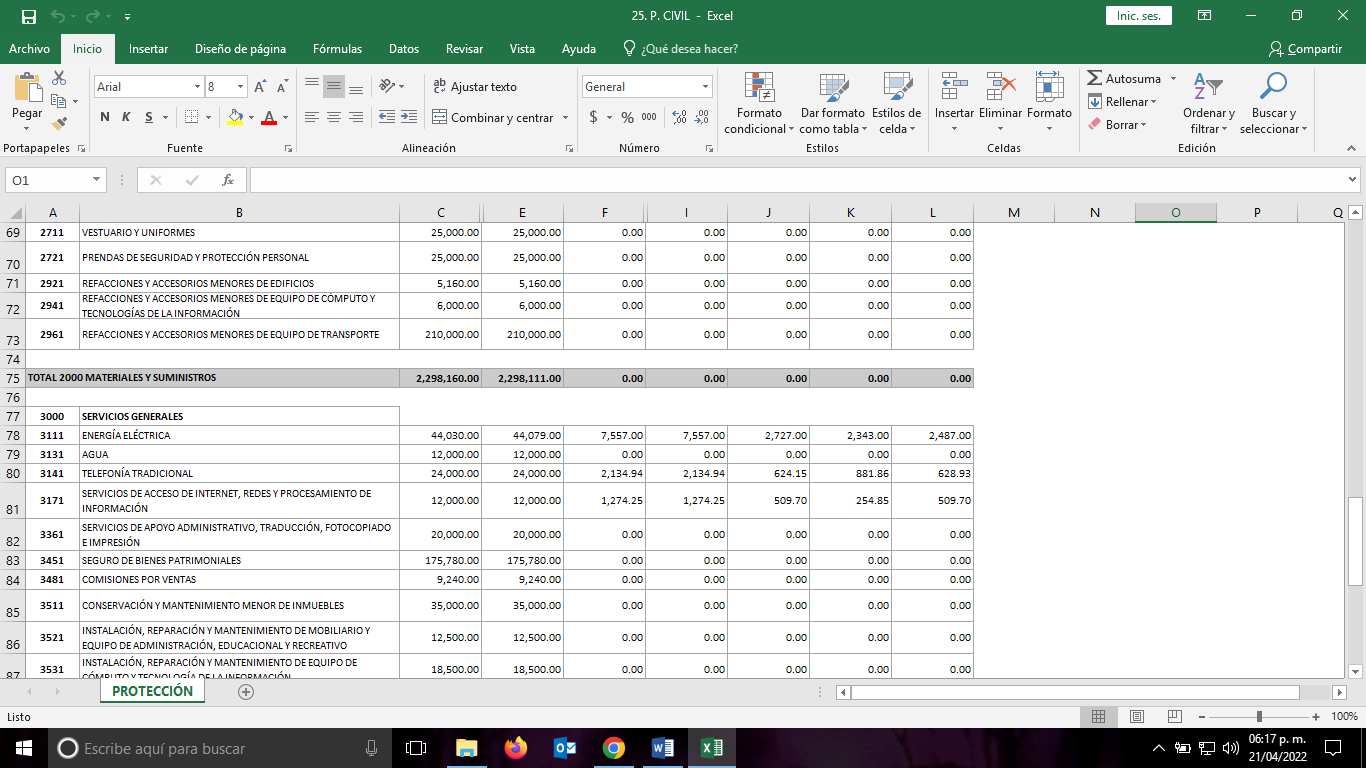 25. P. CIVIL - Excel
Inic. ses.
Archivo Inicio Insertar Diseño de página Fórmulas Datos Revisar Vista Ayuda ¿Qué desea hacer? Compartir
Pegar
Arial 8 A A
N K S A
ab Ajustar texto
Combinar y centrar
General
$ % 000
Formato condicional
Dar formato como tabla
Estilos de celda
Insertar Eliminar Formato
Autosuma
Rellenar
Borrar
Ordenar y filtrar
Buscar y seleccionar
Portapapeles Fuente Alineación Número Estilos Celdas Edición
O1 fx
A B C E F I J K L M N O P Q
69 2711 VESTUARIO Y UNIFORMES 25,000.00 25,000.00 0.00 0.00 0.00 0.00 0.00
70 2721 PRENDAS DE SEGURIDAD Y PROTECCIÓN PERSONAL 25,000.00 25,000.00 0.00 0.00 0.00 0.00 0.00
71 2921 REFACCIONES Y ACCESORIOS MENORES DE EDIFICIOS 5,160.00 5,160.00 0.00 0.00 0.00 0.00 0.00
72 2941 REFACCIONES Y ACCESORIOS MENORES DE EQUIPO DE CÓMPUTO Y TECNOLOGÍAS DE LA INFORMACIÓN 6,000.00 6,000.00 0.00 0.00 0.00 0.00 0.00
73 2961 REFACCIONES Y ACCESORIOS MENORES DE EQUIPO DE TRANSPORTE 210,000.00 210,000.00 0.00 0.00 0.00 0.00 0.00
74
75 TOTAL 2000 MATERIALES Y SUMINISTROS 2,298,160.00 2,298,111.00 0.00 0.00 0.00 0.00 0.00
76
77 3000 SERVICIOS GENERALES
78 3111 ENERGÍA ELÉCTRICA 44,030.00 44,079.00 7,557.00 7,557.00 2,727.00 2,343.00 2,487.00
79 3131 AGUA 12,000.00 12,000.00 0.00 0.00 0.00 0.00 0.00
80 3141 TELEFONÍA TRADICIONAL 24,000.00 24,000.00 2,134.94 2,134.94 624.15 881.86 628.93
81 3171 SERVICIOS DE ACCESO DE INTERNET, REDES Y PROCESAMIENTO DE INFORMACIÓN 12,000.00 12,000.00 1,274.25 1,274.25 509.70 254.85 509.70
82 3361 SERVICIOS DE APOYO ADMINISTRATIVO, TRADUCCIÓN, FOTOCOPIADO E IMPRESIÓN 20,000.00 20,000.00 0.00 0.00 0.00 0.00 0.00
83 3451 SEGURO DE BIENES PATRIMONIALES 175,780.00 175,780.00 0.00 0.00 0.00 0.00 0.00
84 3481 COMISIONES POR VENTAS 9,240.00 9,240.00 0.00 0.00 0.00 0.00 0.00
85 3511 CONSERVACIÓN Y MANTENIMIENTO MENOR DE INMUEBLES 35,000.00 35,000.00 0.00 0.00 0.00 0.00 0.00
86 3521 INSTALACIÓN, REPARACIÓN Y MANTENIMIENTO DE MOBILIARIO Y EQUIPO DE ADMINISTRACIÓN, EDUCACIONAL Y RECREATIVO 12,500.00 12,500.00 0.00 0.00 0.00 0.00 0.00
87 3531 INSTALACIÓN, REPARACIÓN Y MANTENIMIENTO DE EQUIPO DE CÓMPUTO Y TECNOLOGÍA DE LA INFORMACIÓN 18,500.00 18,500.00 0.00 0.00 0.00 0.00 0.00
PROTECCIÓN
Listo 100%
Escribe aquí para buscar
06:17 p. m.
21/04/2022